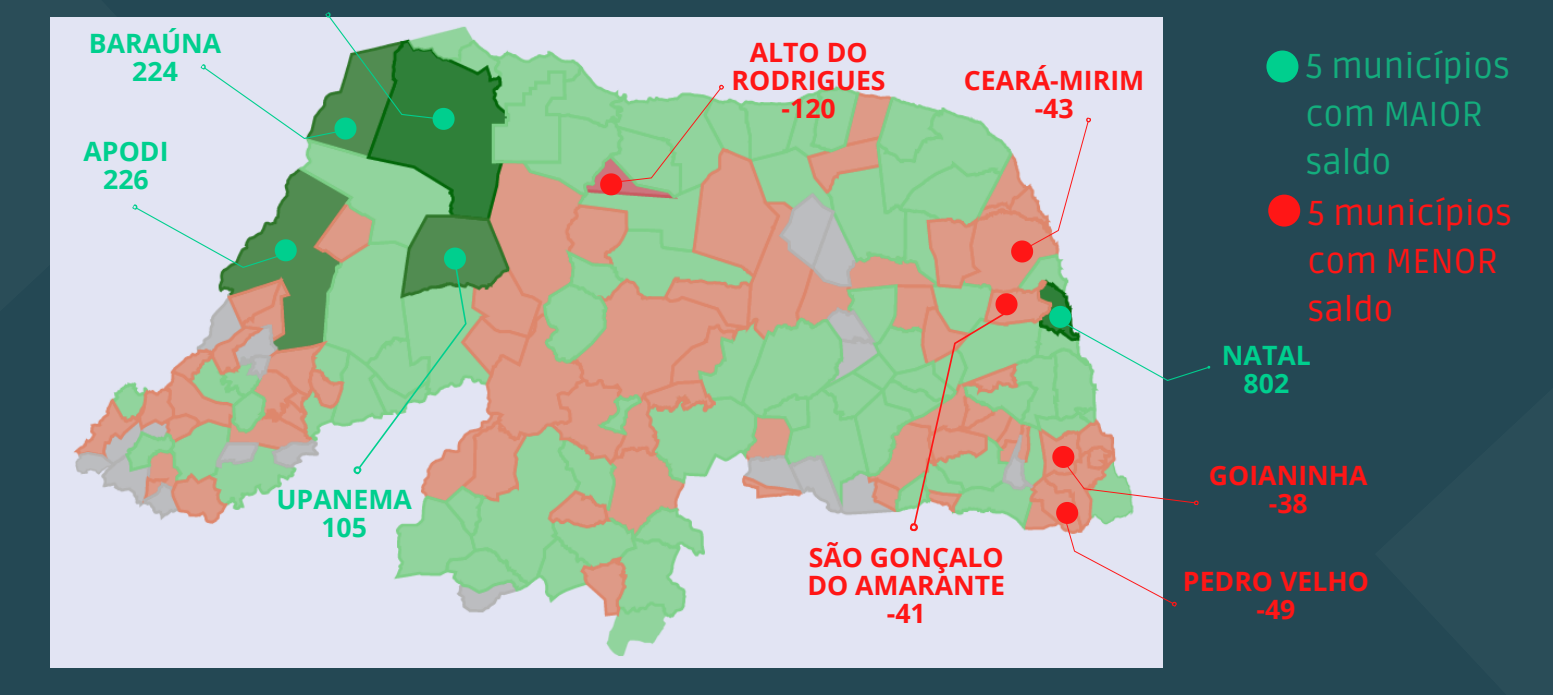 BARAÚNA
224
APODI
226
UPANEMA
105
ALTO DO
RODRIGUES
-120
CEARÁ-MIRIM
-43
SÃO GONÇALO
DO AMARANTE
-41
NATAL
802
GOIANINHA
-38
PEDRO VELHO
-49
5 municípios
com MAIOR
saldo
5 municípios
com MENOR
saldo